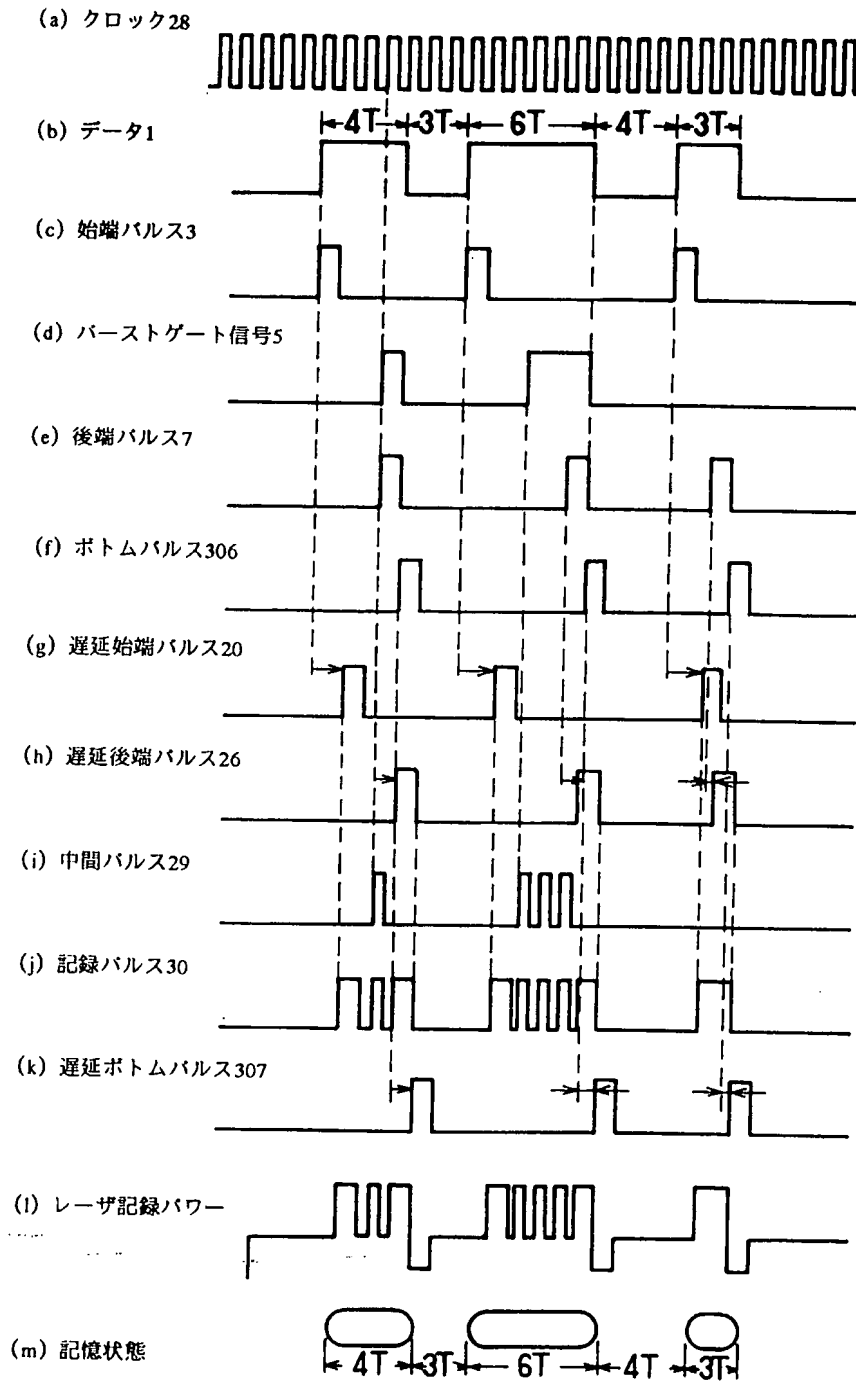 (a) クロック28
(b) データ1
4T 3T 6T 4T 3T
(c) 始端パルス3
(d) バーストゲート信号5
(e) 後端パルス7
(f) ボトムパルス306
(g) 遅延始端パルス20
(h) 遅延後端パルス26
(i) 中間パルス29
(j) 記録パルス30
(k) 遅延ボトムパルス307
(l) レーザ記録パワー
(m) 記憶状態
4T 3T 6T 4T 3T